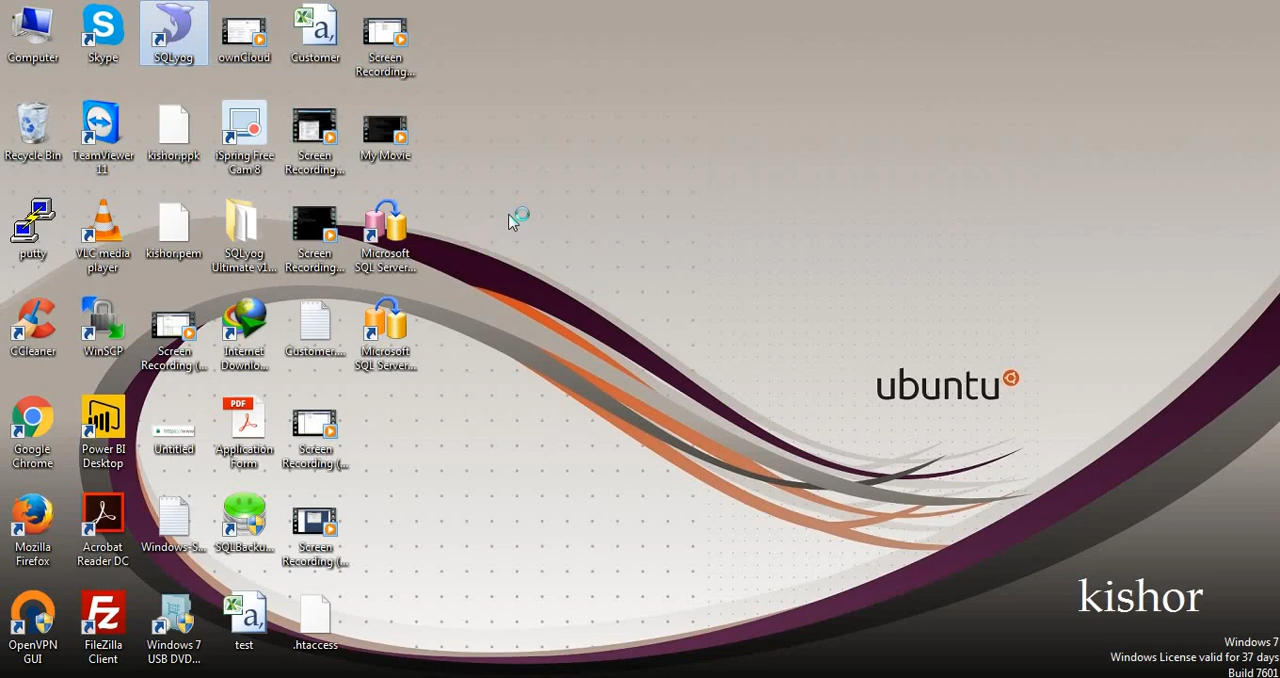 Computer
Skype
SQLyog
ownCloud
Customer
Screen
Recording...
Recycle Bin
TeamViewer
11
kishor.ppk
iSpring Free
Cam 8
Screen
Recording...
My Movie
putty
VLC media
player
kishor.pem
SQLyog
Ultimate v1...
Screen
Recording...
Microsoft
SQL Server...
CCleaner
WinSCP
Screen
Recording (...
Internet
Downlo...
Customer....
Microsoft
SQL Server...
Google
Chrome
Power BI
Desktop
Untitled
PDF
Application
Form
Screen
Recording (...
Mozilla
Firefox
Acrobat
Reader DC
Windows-S...
SQLBacku...
Screen
Recording (...
OpenVPN
GUI
FileZilla
Client
Windows 7
USB DVD...
test
.htaccess
ubuntu
kishor
Windows 7
Windows License valid for 37 days
Build 7601